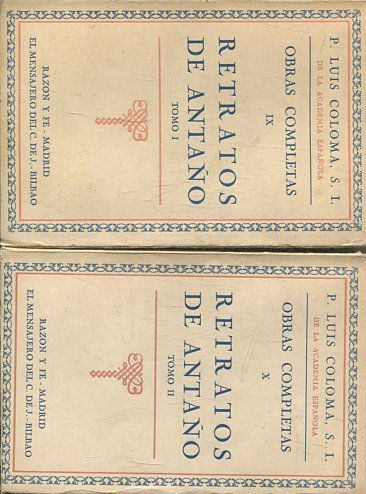 P. LUIS COLOMA, S. I.
DE LA ACADEMIA ESPAÑOLA
OBRAS COMPLETAS
IX
RETRATOS
DE ANTAÑO
TOMO I
RAZON Y FE - MADRID
EL MENSAJERO DEL C. DE J. - BILBAO
P. LUIS COLOMA, S. I.
DE LA ACADEMIA ESPAÑOLA
OBRAS COMPLETAS
X
RETRATOS
DE ANTAÑO
TOMO II
RAZON Y FE - MADRID
EL MENSAJERO DEL C. DE J. - BILBAO